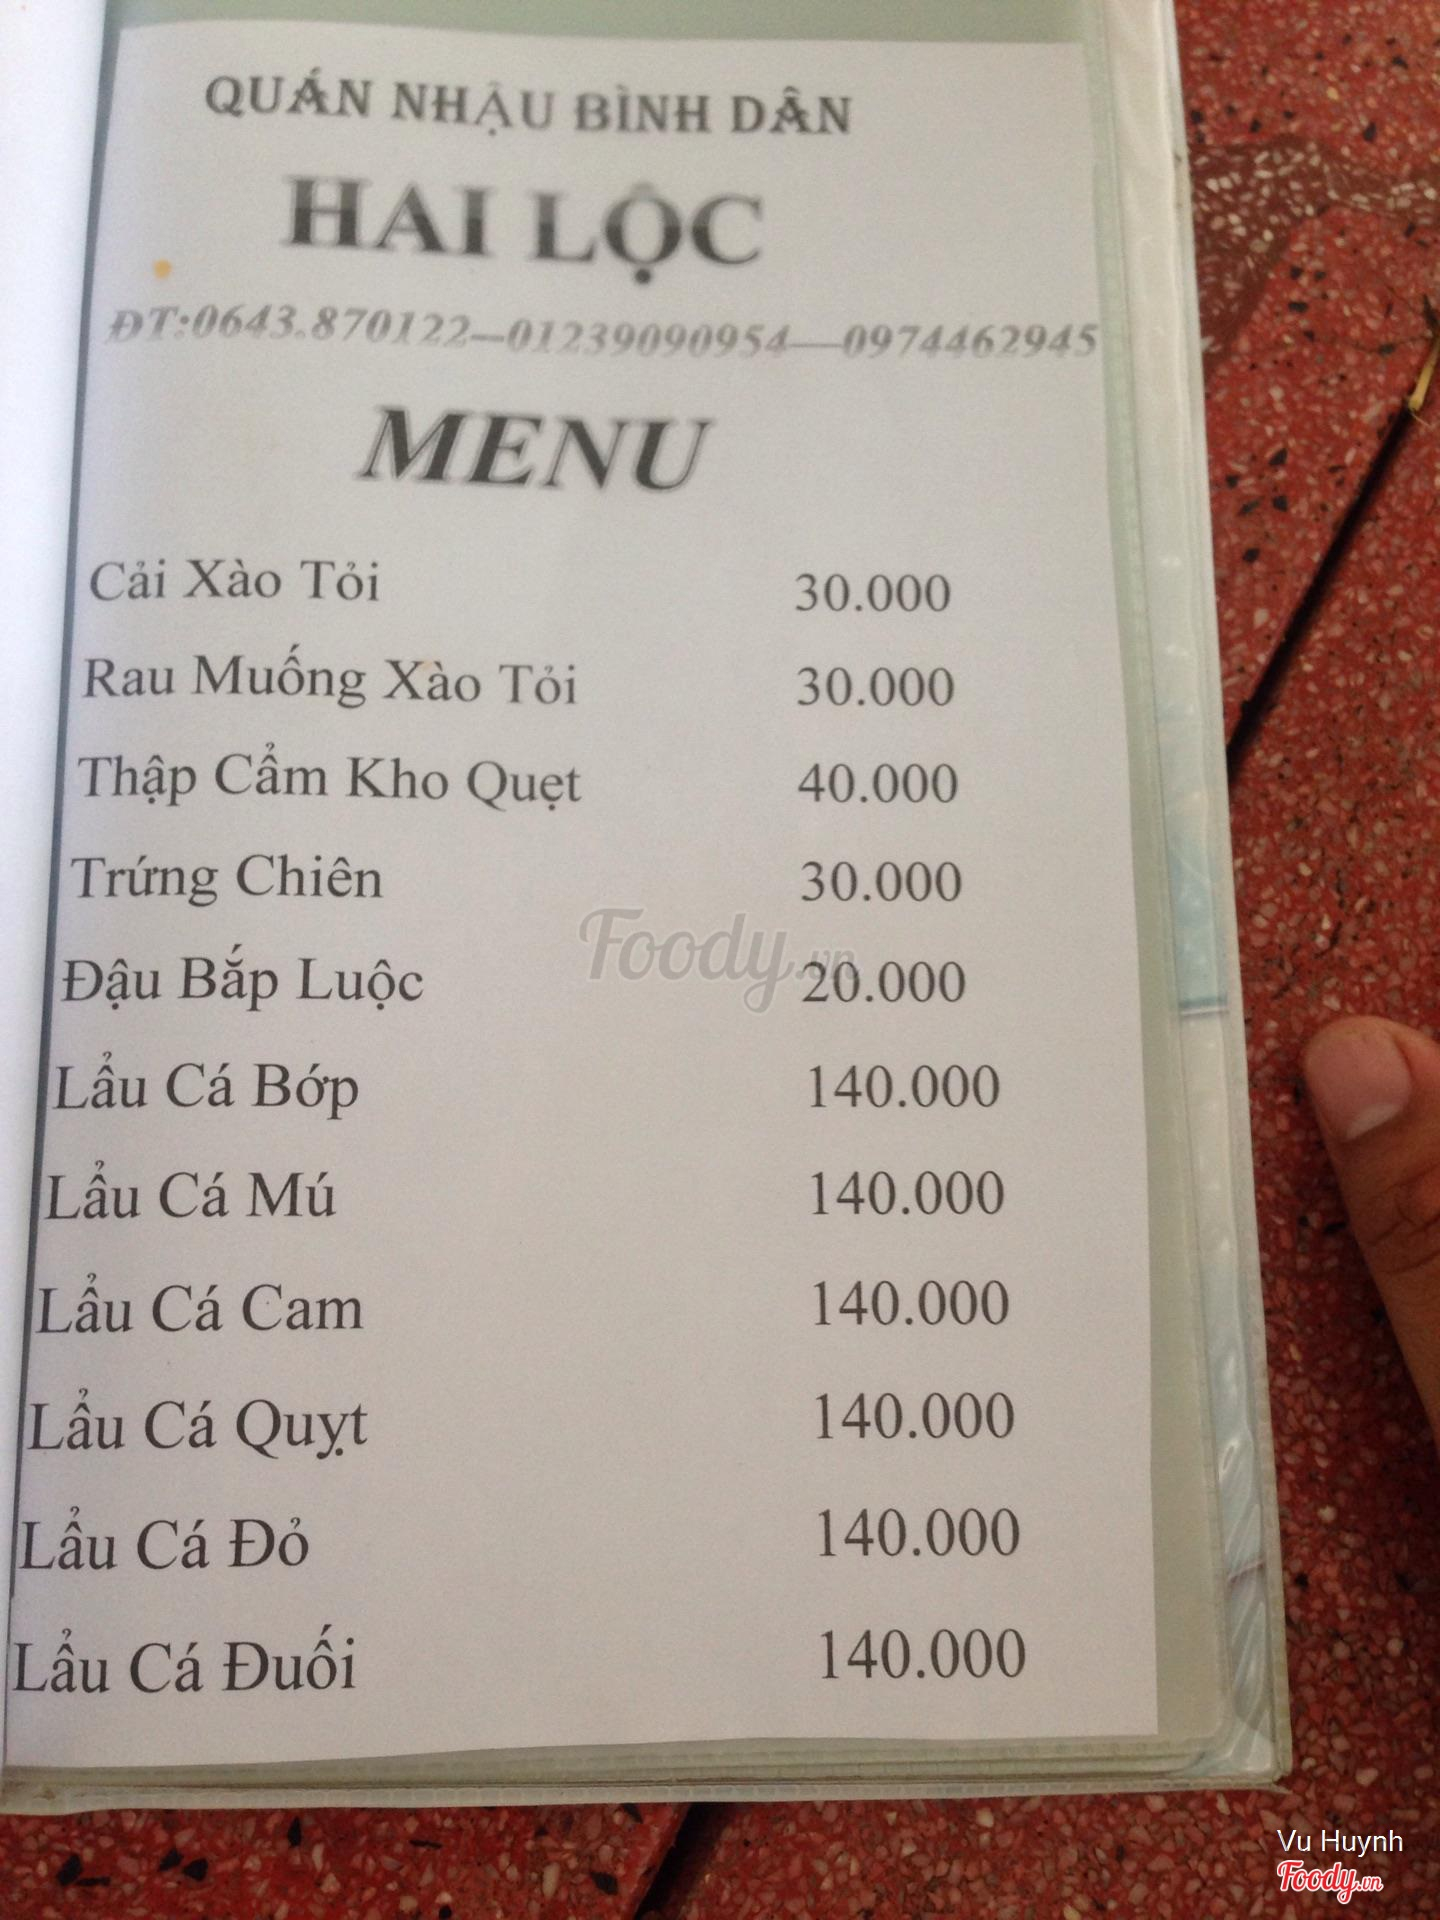 QUÁN NHẬU BÌNH DÂN
HAI LỘC
ĐT:0643.870122—01239090954—0974462945
MENU
Cải Xào Tỏi 30.000
Rau Muống Xào Tỏi 30.000
Thập Cẩm Kho Quẹt 40.000
Trứng Chiên 30.000
Foody.vn
Đậu Bắp Luộc 20.000
Lẩu Cá Bớp 140.000
Lẩu Cá Mú 140.000
Lẩu Cá Cam 140.000
Lẩu Cá Quỵt 140.000
Lẩu Cá Đỏ 140.000
Lẩu Cá Đuối 140.000
Vu Huynh
Foody.vn